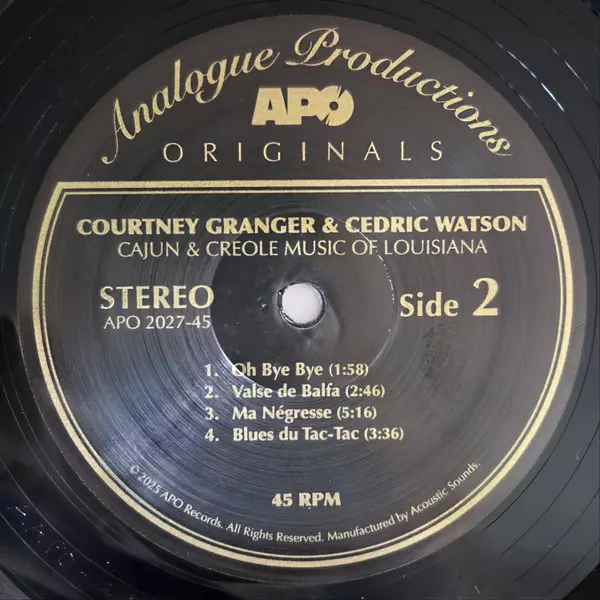 Analogue Productions
APO
ORIGINALS
COURTNEY GRANGER & CEDRIC WATSON
CAJUN & CREOLE MUSIC OF LOUISIANA
STEREO
APO 2027-45
Side 2
1. Oh Bye Bye (1:58)
2. Valse de Balfa (2:46)
3. Ma Négresse (5:16)
4. Blues du Tac-Tac (3:36)
45 RPM
© 2025 APO Records. All Rights Reserved. Manufactured by Acoustic Sounds.